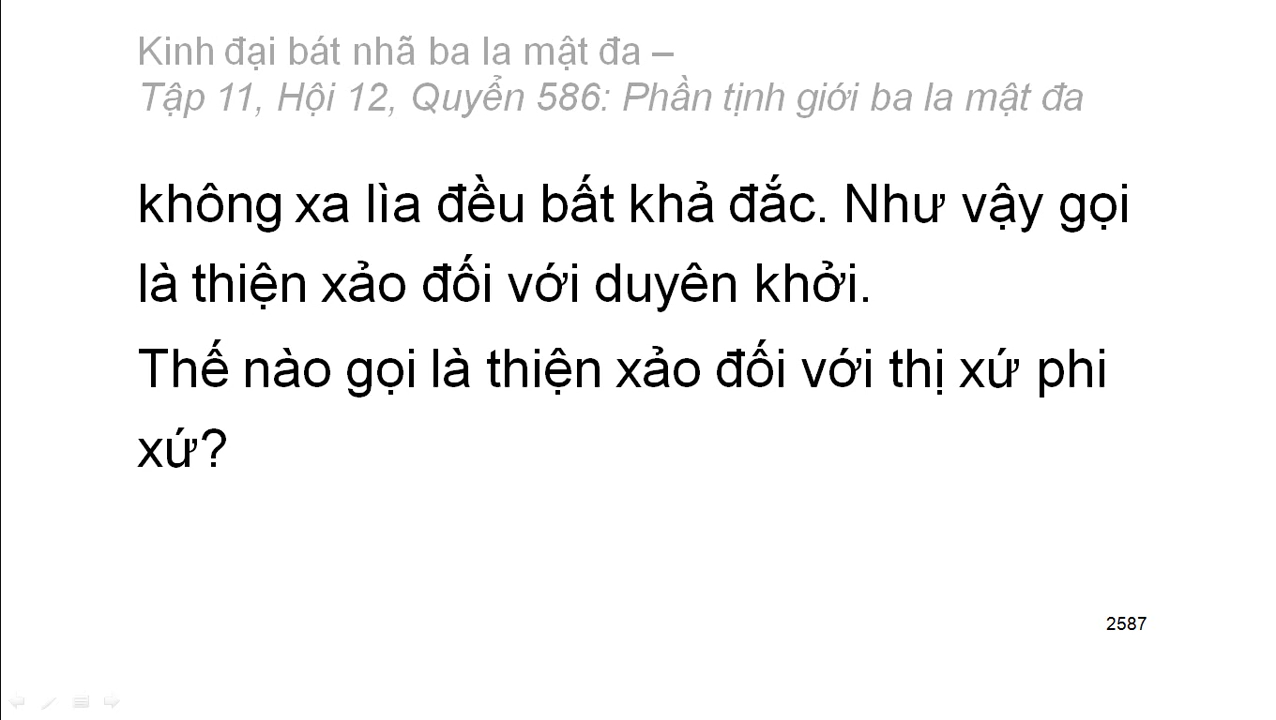 Kinh đại bát nhã ba la mật đa –
Tập 11, Hội 12, Quyển 586: Phần tịnh giới ba la mật đa
không xa lìa đều bất khả đắc. Như vậy gọi
là thiện xảo đối với duyên khởi.
Thế nào gọi là thiện xảo đối với thị xứ phi
xứ?
2587